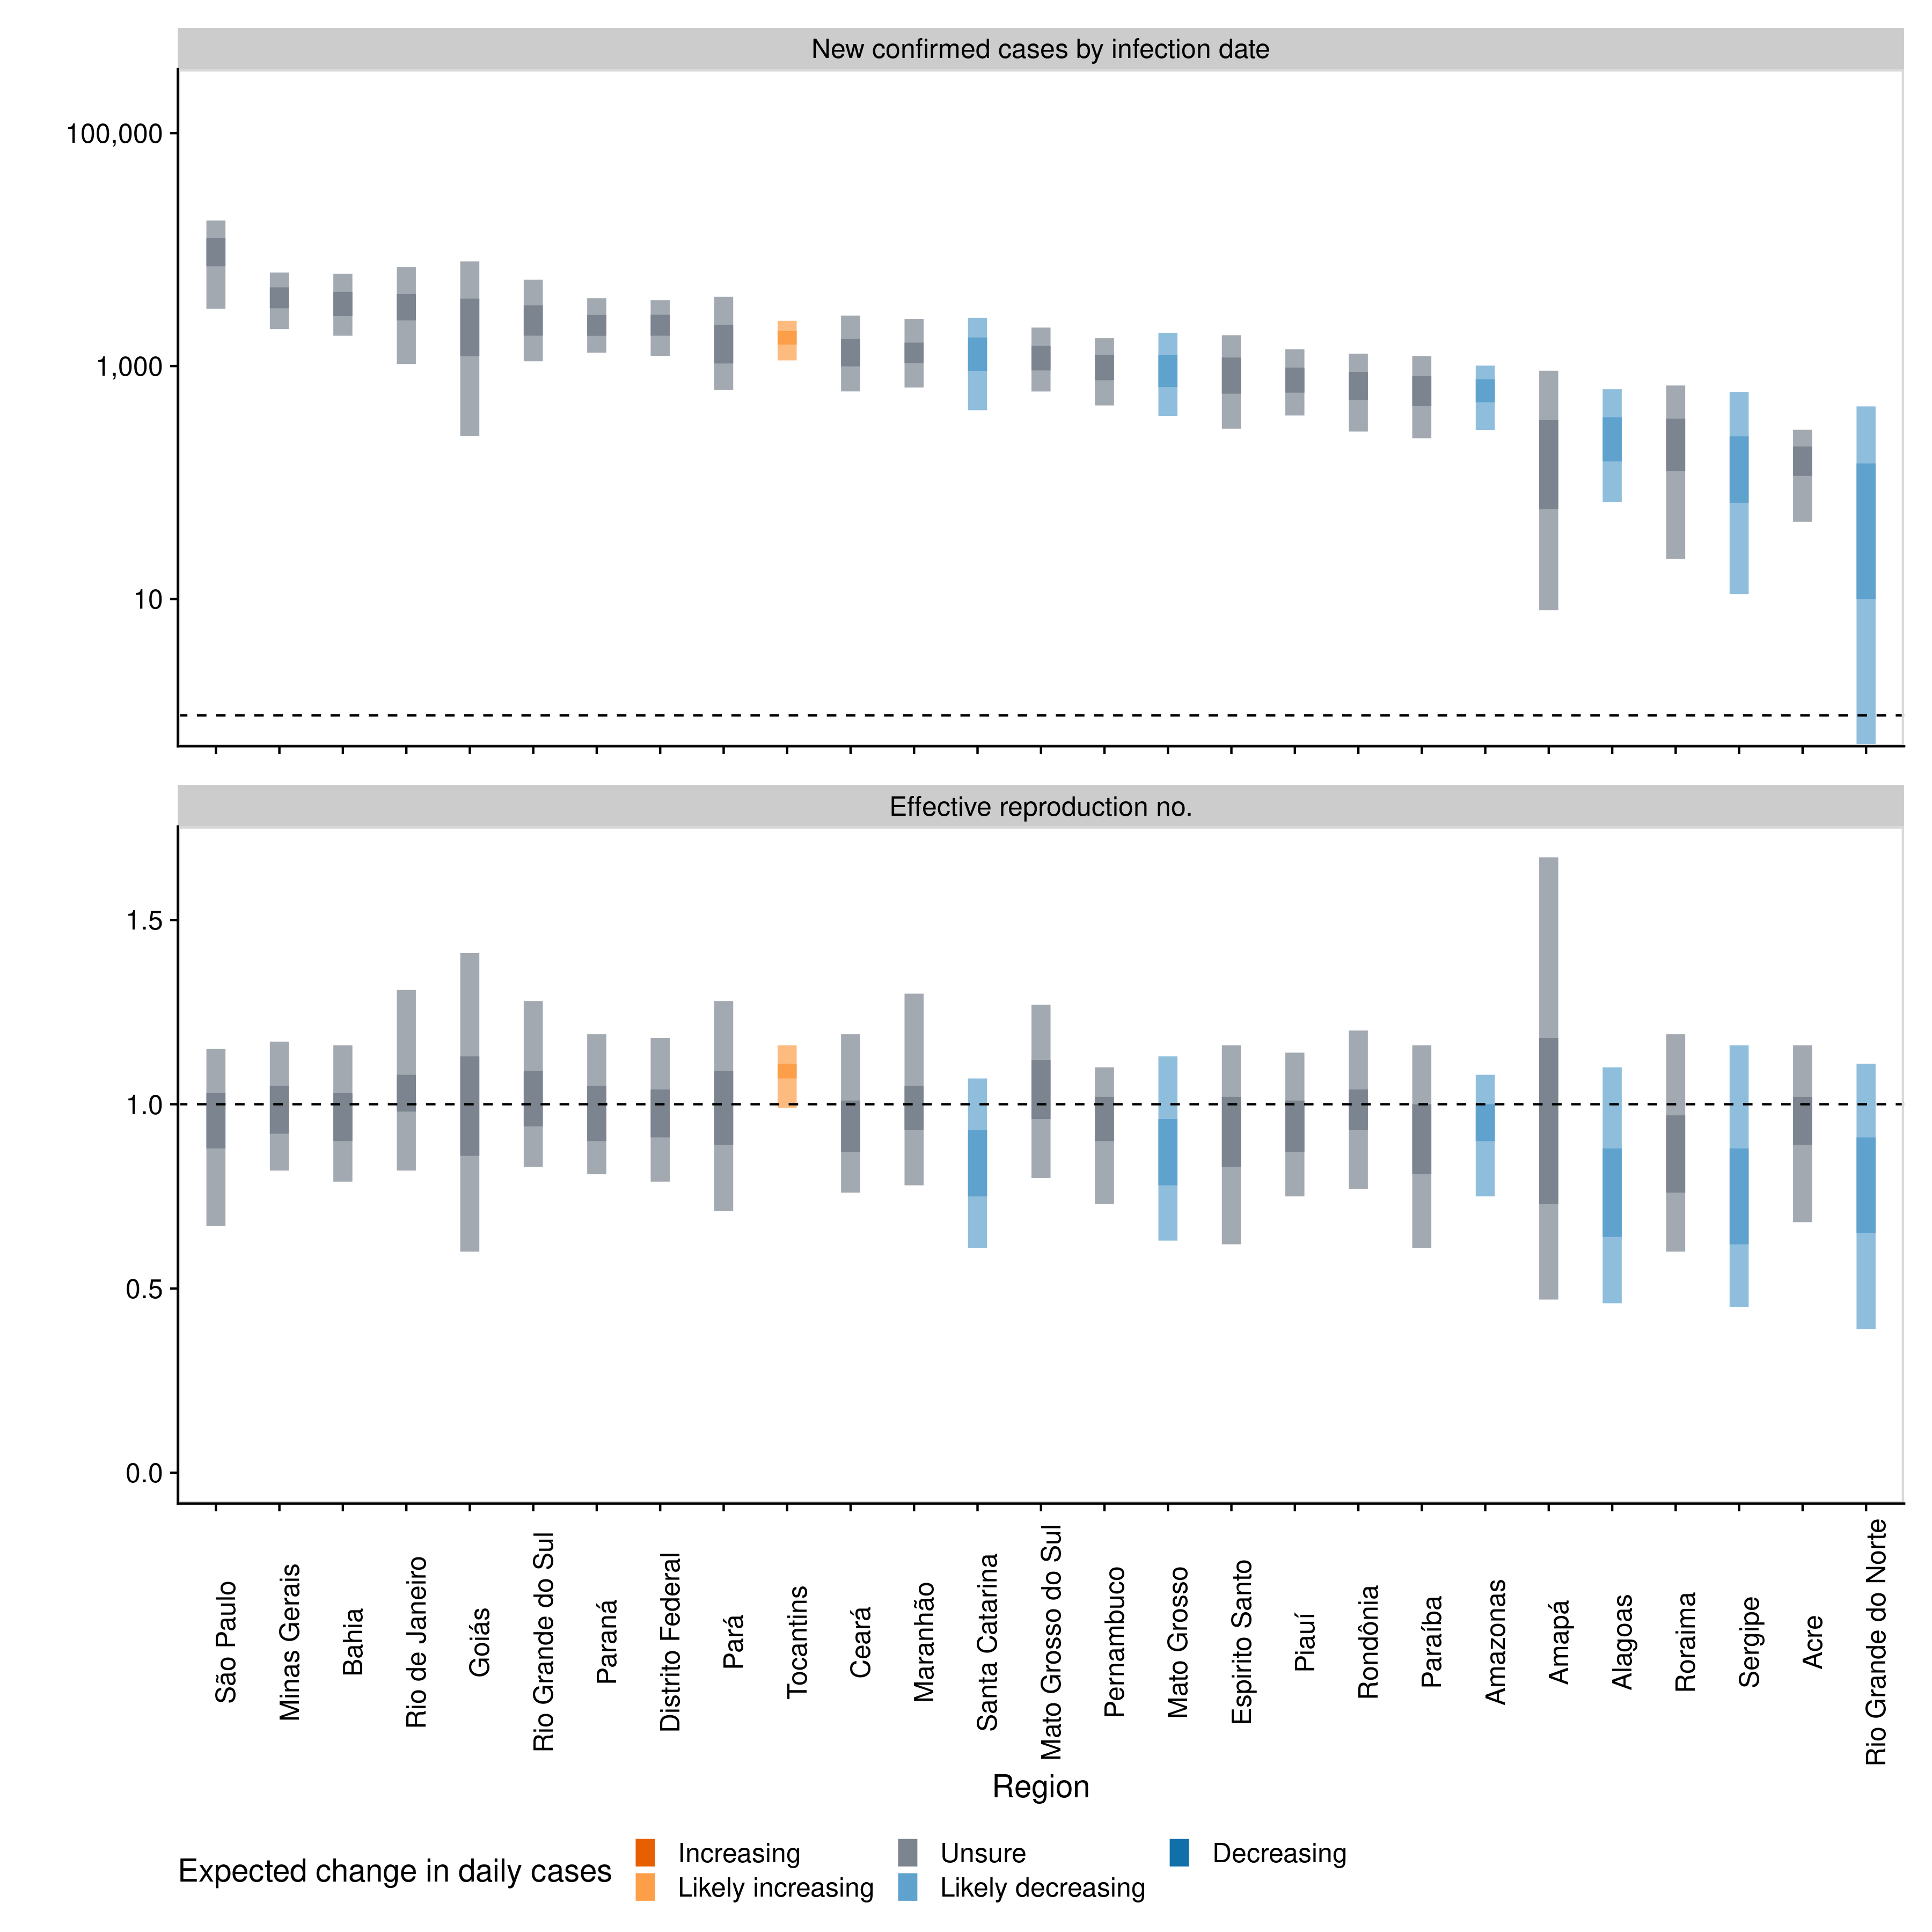 New confirmed cases by infection date
100,000
1,000
10
Effective reproduction no.
1.5
1.0
0.5
0.0
São Paulo
Minas Gerais
Bahia
Rio de Janeiro
Goiás
Rio Grande do Sul
Paraná
Distrito Federal
Pará
Tocantins
Ceará
Maranhão
Santa Catarina
Mato Grosso do Sul
Pernambuco
Mato Grosso
Espirito Santo
Piauí
Rondônia
Paraíba
Amazonas
Amapá
Alagoas
Roraima
Sergipe
Acre
Rio Grande do Norte
Region
Expected change in daily cases
Increasing
Likely increasing
Unsure
Likely decreasing
Decreasing